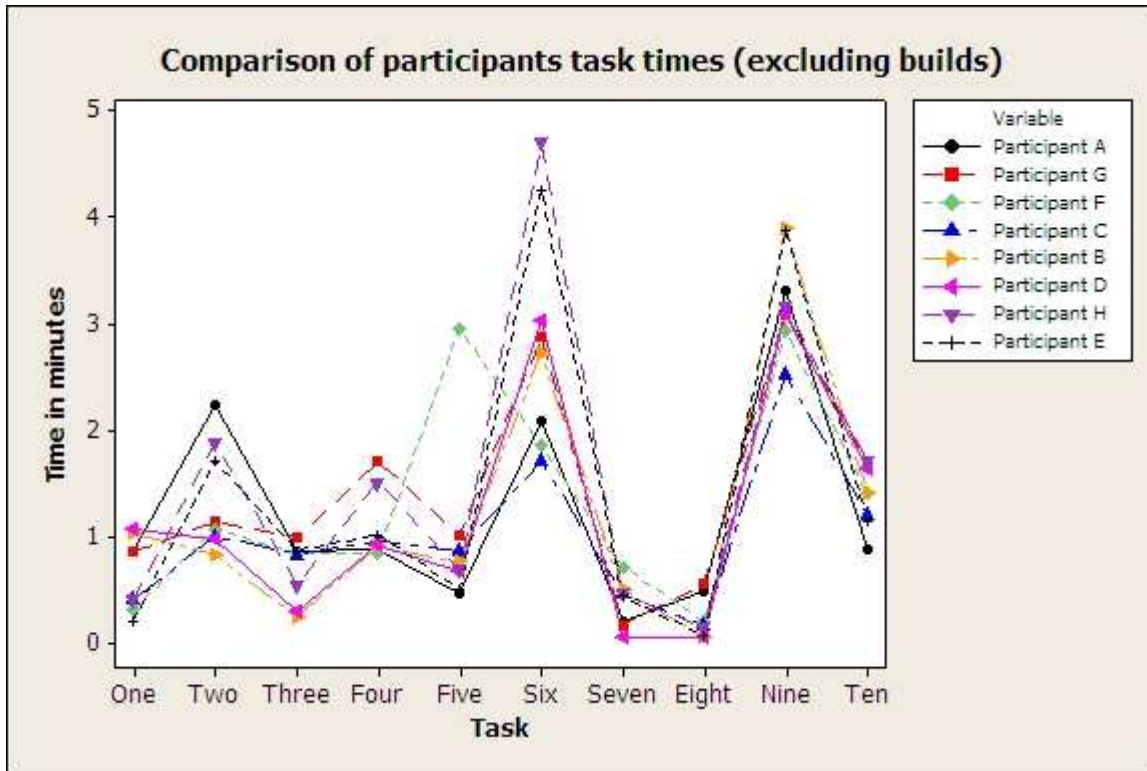 Comparison of participants task times (excluding builds)
5
4
3
2
1
0
Time in minutes
One Two Three Four Five Six Seven Eight Nine Ten
Task
Variable
Participant A
Participant G
Participant F
Participant C
Participant B
Participant D
Participant H
Participant E